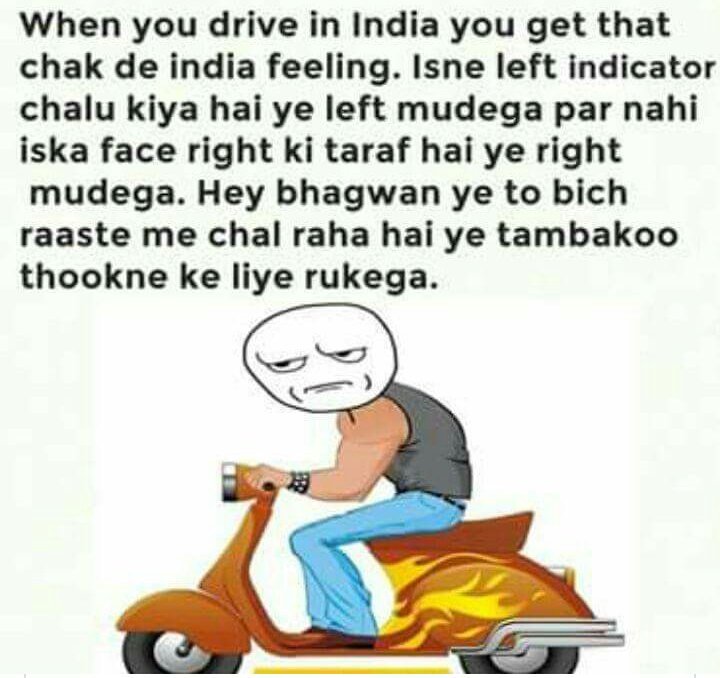 When you drive in India you get that
chak de india feeling. Isne left indicator
chalu kiya hai ye left mudega par nahi
iska face right ki taraf hai ye right
mudega. Hey bhagwan ye to bich
raaste me chal raha hai ye tambakoo
thookne ke liye rukega.